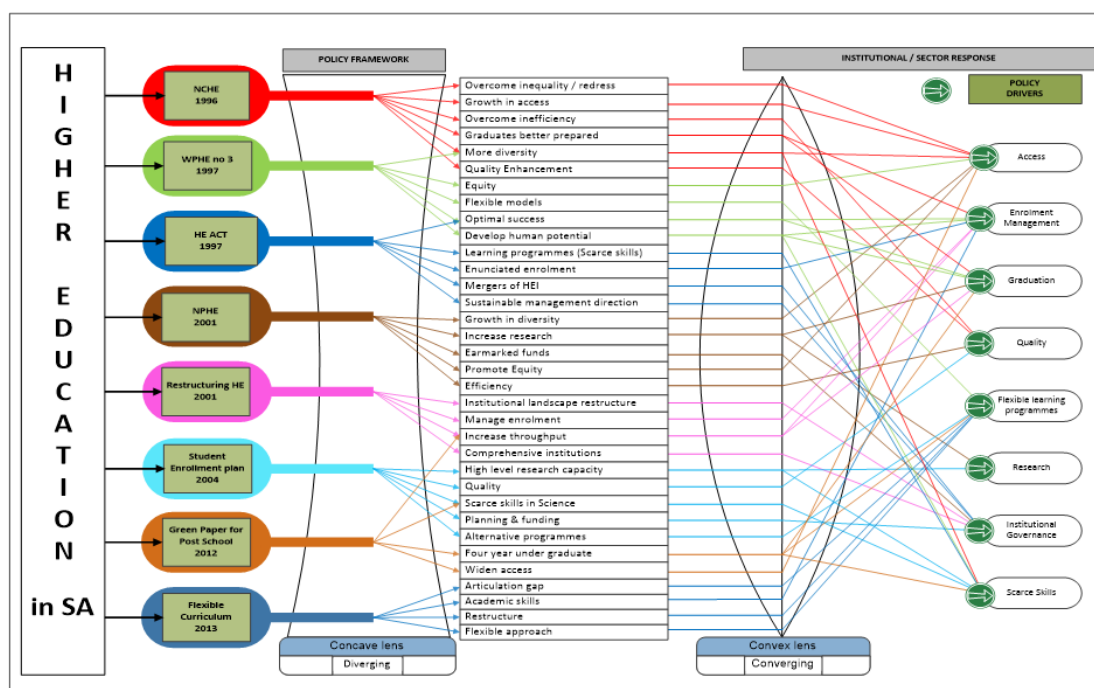 HIGHER
EDUCATION
in SA
NCHE
1996
WPHE no 3
1997
HE ACT
1997
NPHE
2001
Restructuring HE
2001
Student
Enrollment plan
2004
Green Paper for
Post School
2012
Flexible
Curriculum
2013
POLICY FRAMEWORK
Concave lens
Diverging
Overcome inequality / redress
Growth in access
Overcome inefficiency
Graduates better prepared
More diversity
Quality Enhancement
Equity
Flexible models
Optimal success
Develop human potential
Learning programmes (Scarce skills)
Enunciated enrolment
Mergers of HEI
Sustainable management direction
Growth in diversity
Increase research
Earmarked funds
Promote Equity
Efficiency
Institutional landscape restructure
Manage enrolment
Increase throughput
Comprehensive institutions
High level research capacity
Quality
Scarce skills in Science
Planning & funding
Alternative programmes
Four year under graduate
Widen access
Articulation gap
Academic skills
Restructure
Flexible approach
INSTITUTIONAL / SECTOR RESPONSE
Convex lens
Converging
POLICY
DRIVERS
Access
Enrolment
Management
Graduation
Quality
Flexible learning
programmes
Research
Institutional
Governance
Scarce Skills